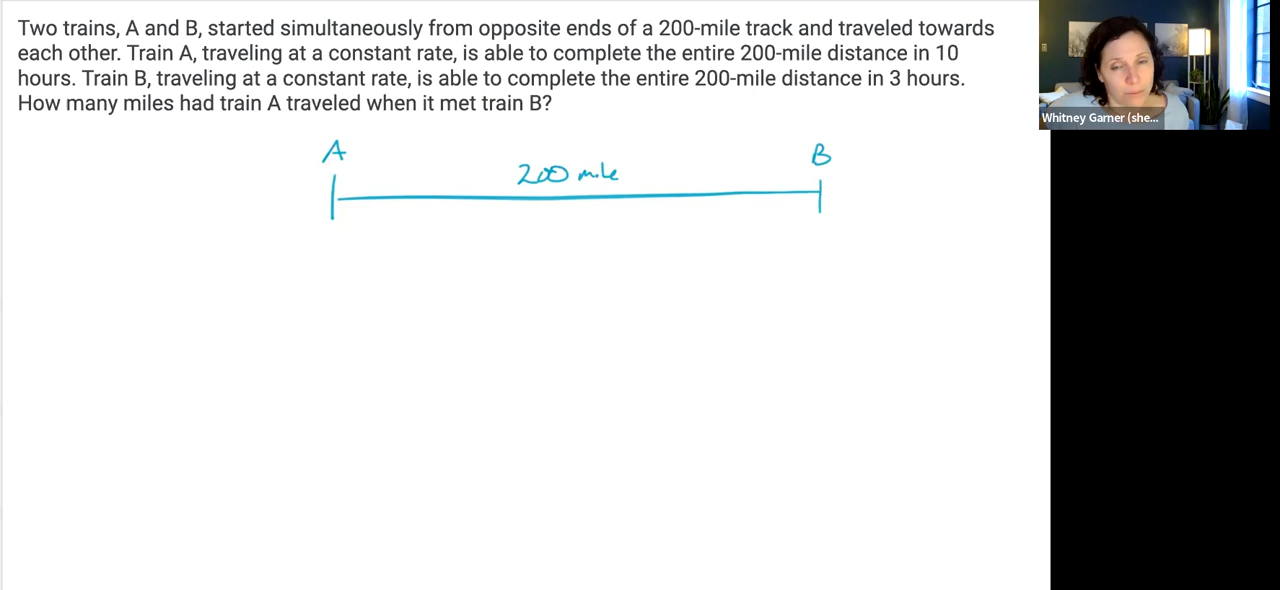 Two trains, A and B, started simultaneously from opposite ends of a 200-mile track and traveled towards
each other. Train A, traveling at a constant rate, is able to complete the entire 200-mile distance in 10
hours. Train B, traveling at a constant rate, is able to complete the entire 200-mile distance in 3 hours.
How many miles had train A traveled when it met train B?
Whitney Garner (she...
A
B
200 mile